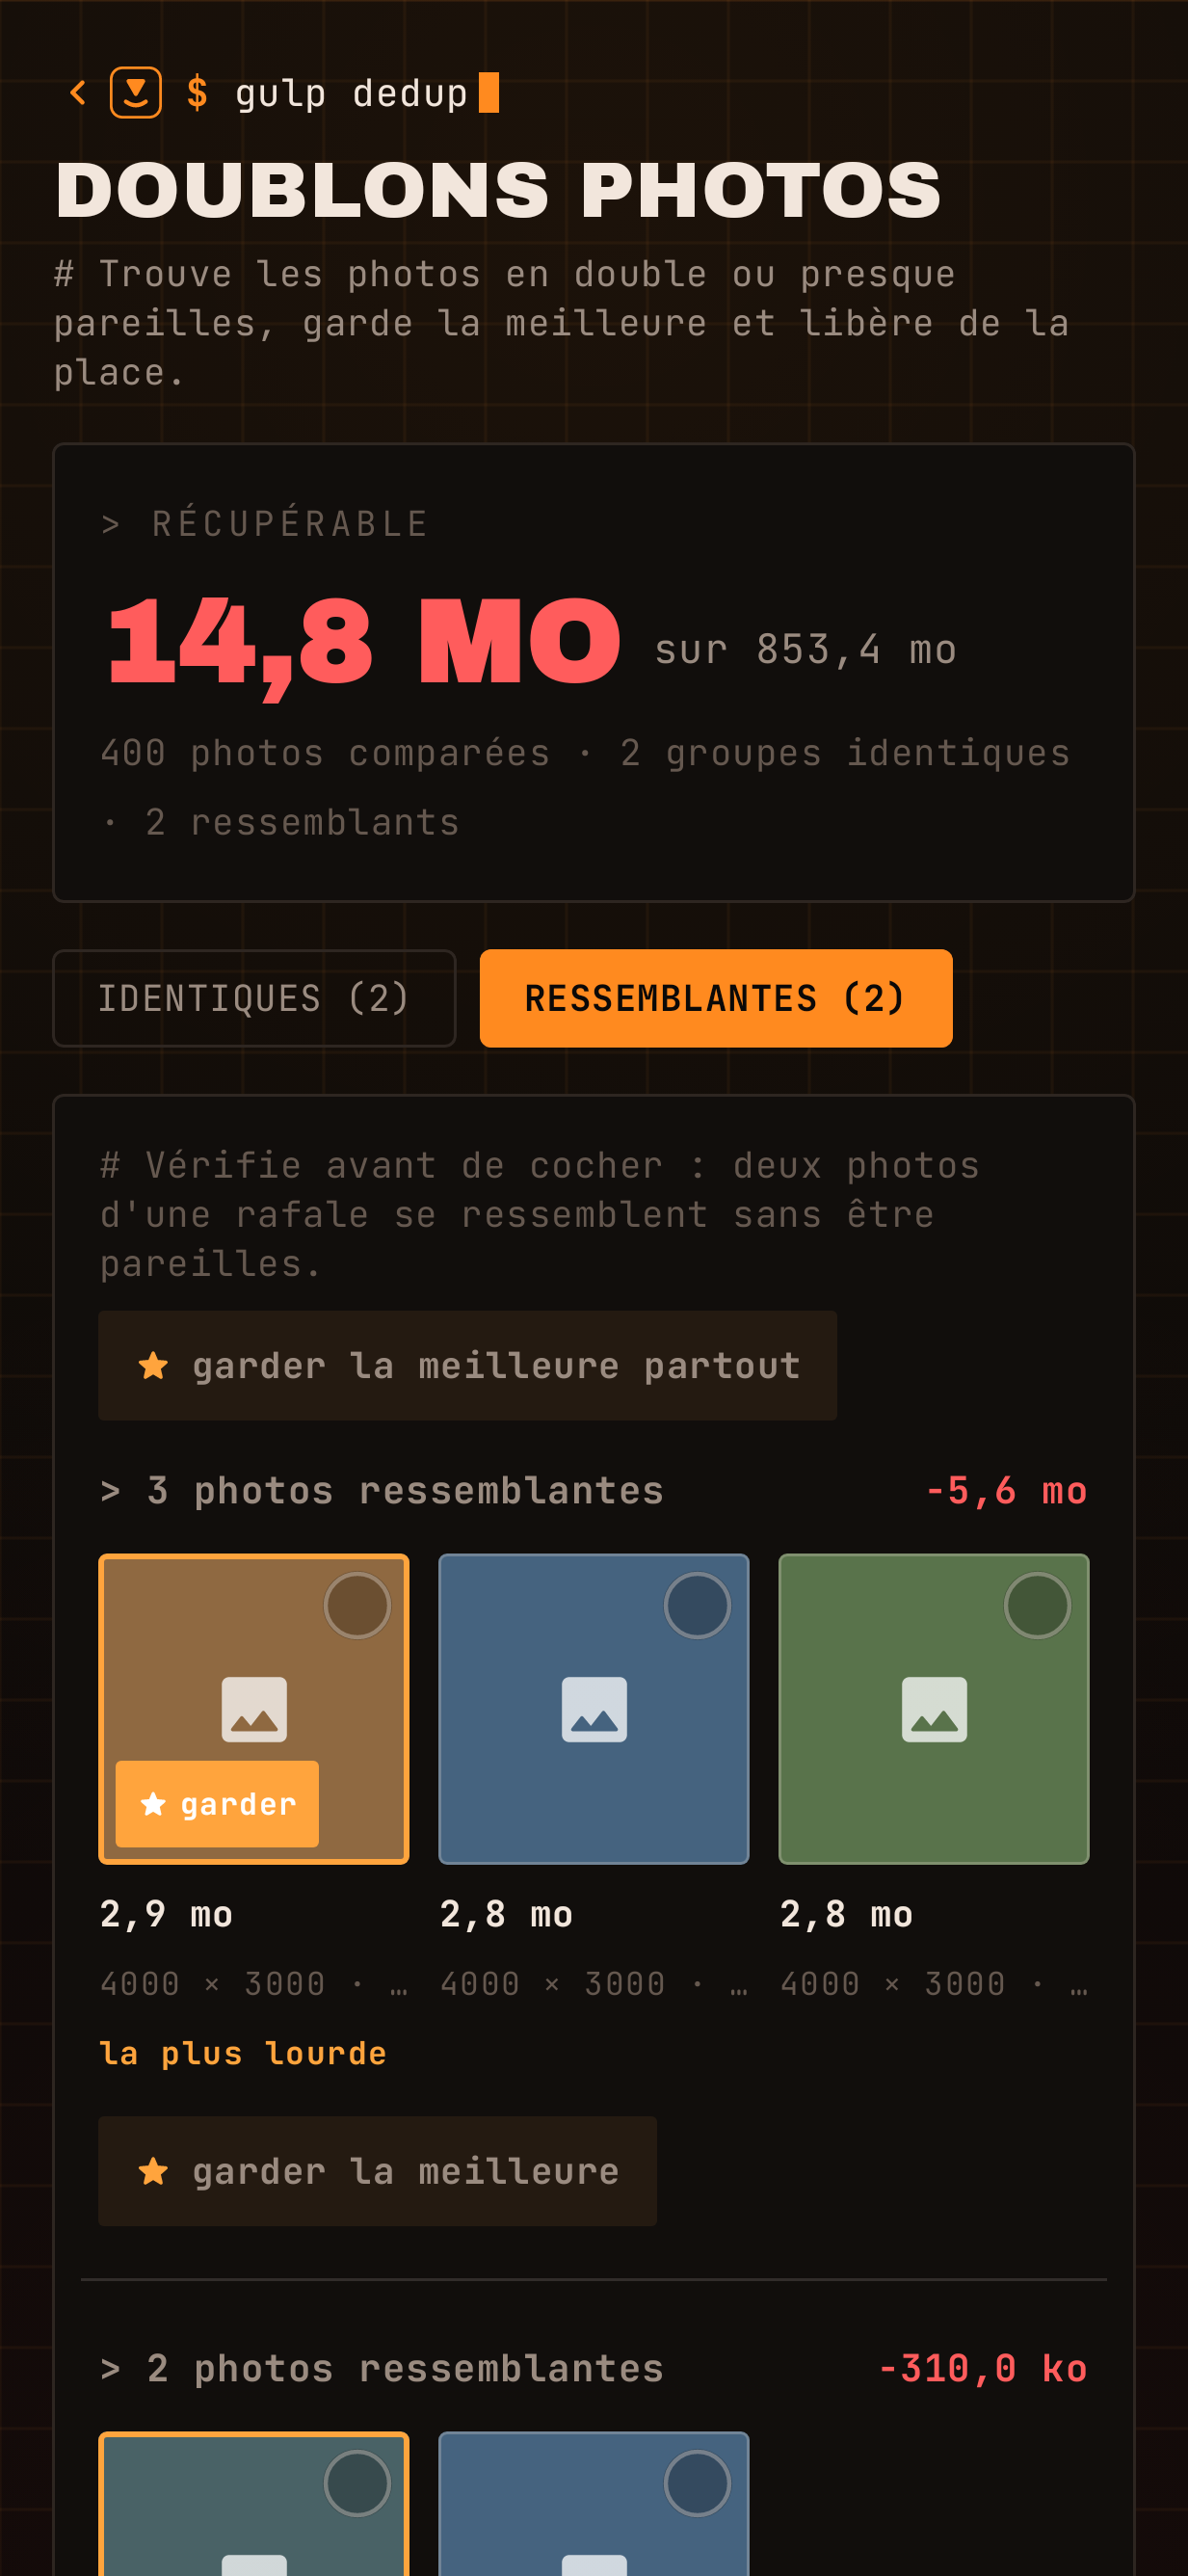 $ gulp dedup
DOUBLONS PHOTOS
# Trouve les photos en double ou presque
pareilles, garde la meilleure et libère de la
place.
> RÉCUPÉRABLE
14,8 MO sur 853,4 mo
400 photos comparées · 2 groupes identiques
· 2 ressemblants
IDENTIQUES (2) RESSEMBLANTES (2)
# Vérifie avant de cocher : deux photos
d'une rafale se ressemblent sans être
pareilles.
★ garder la meilleure partout
> 3 photos ressemblantes -5,6 mo
★ garder
2,9 mo 2,8 mo 2,8 mo
4000 × 3000 · … 4000 × 3000 · … 4000 × 3000 · …
la plus lourde
★ garder la meilleure
> 2 photos ressemblantes -310,0 ko